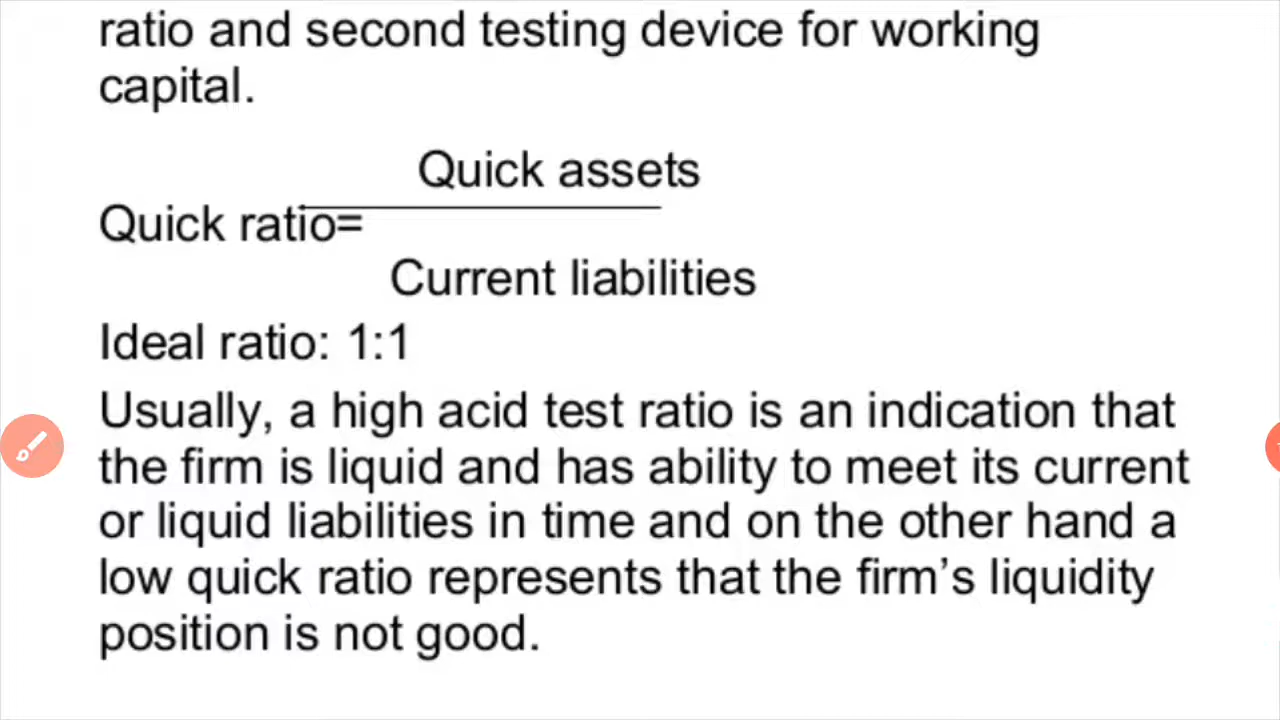 ratio and second testing device for working
capital.
Quick assets
Quick ratio=
Current liabilities
Ideal ratio: 1:1
Usually, a high acid test ratio is an indication that
the firm is liquid and has ability to meet its current
or liquid liabilities in time and on the other hand a
low quick ratio represents that the firm’s liquidity
position is not good.